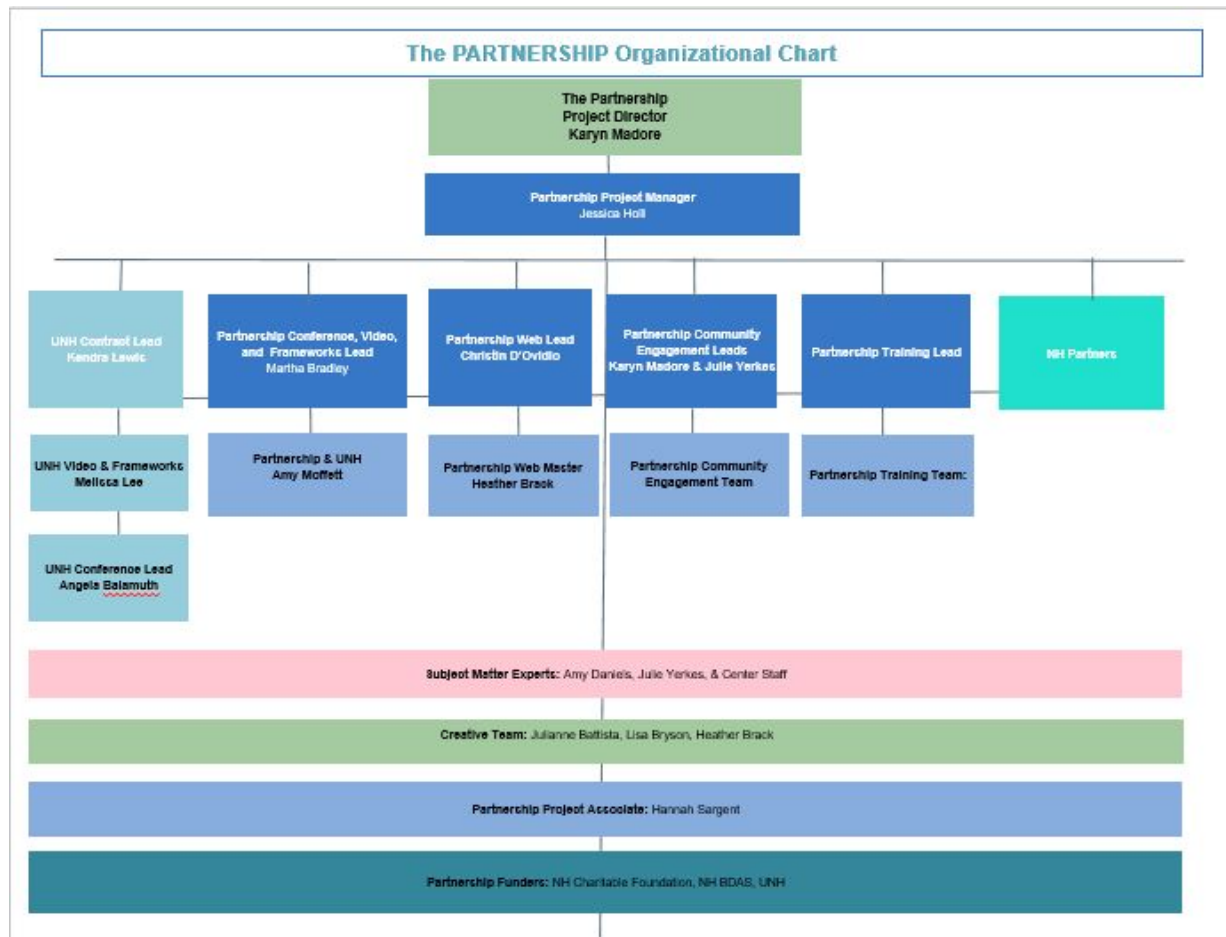 The PARTNERSHIP Organizational Chart
The Partnership
Project Director
Karyn Madore
Partnership Project Manager
Jessica Holl
UNH Contract Lead
Kendra Lewis
Partnership Conference, Video,
and Frameworks Lead
Martha Bradley
Partnership Web Lead
Christin D'Ovidio
Partnership Community
Engagement Leads
Karyn Madore & Julie Yerkes
Partnership Training Lead
NH Partners
UNH Video & Frameworks
Melissa Lee
Partnership & UNH
Amy Moffett
Partnership Web Master
Heather Brack
Partnership Community
Engagement Team
Partnership Training Team:
UNH Conference Lead
Angela Balamuth
Subject Matter Experts: Amy Daniels, Julie Yerkes, & Center Staff
Creative Team: Julianne Battista, Lisa Bryson, Heather Brack
Partnership Project Associate: Hannah Sargent
Partnership Funders: NH Charitable Foundation, NH BDAS, UNH